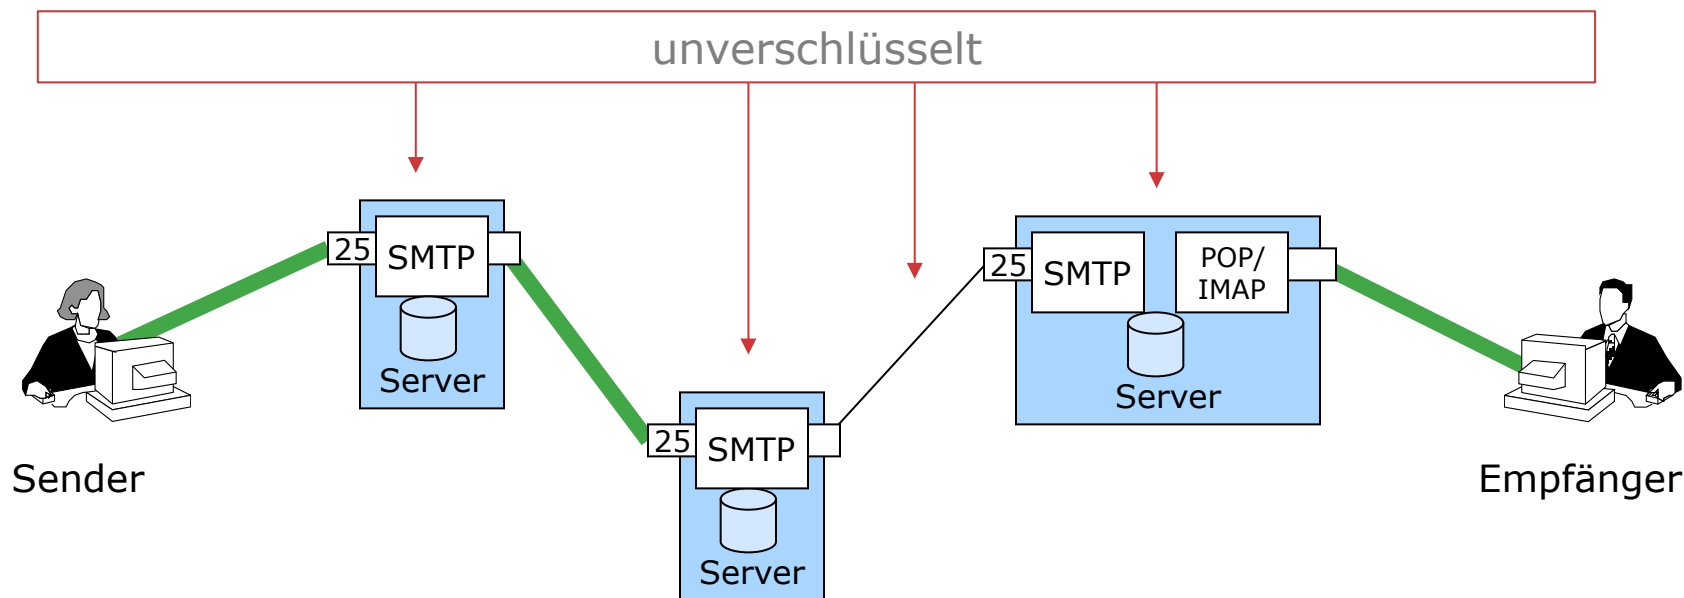 unverschlüsselt
25
SMTP
Server
25
SMTP
Server
25
SMTP
POP/
IMAP
Server
Sender
Empfänger